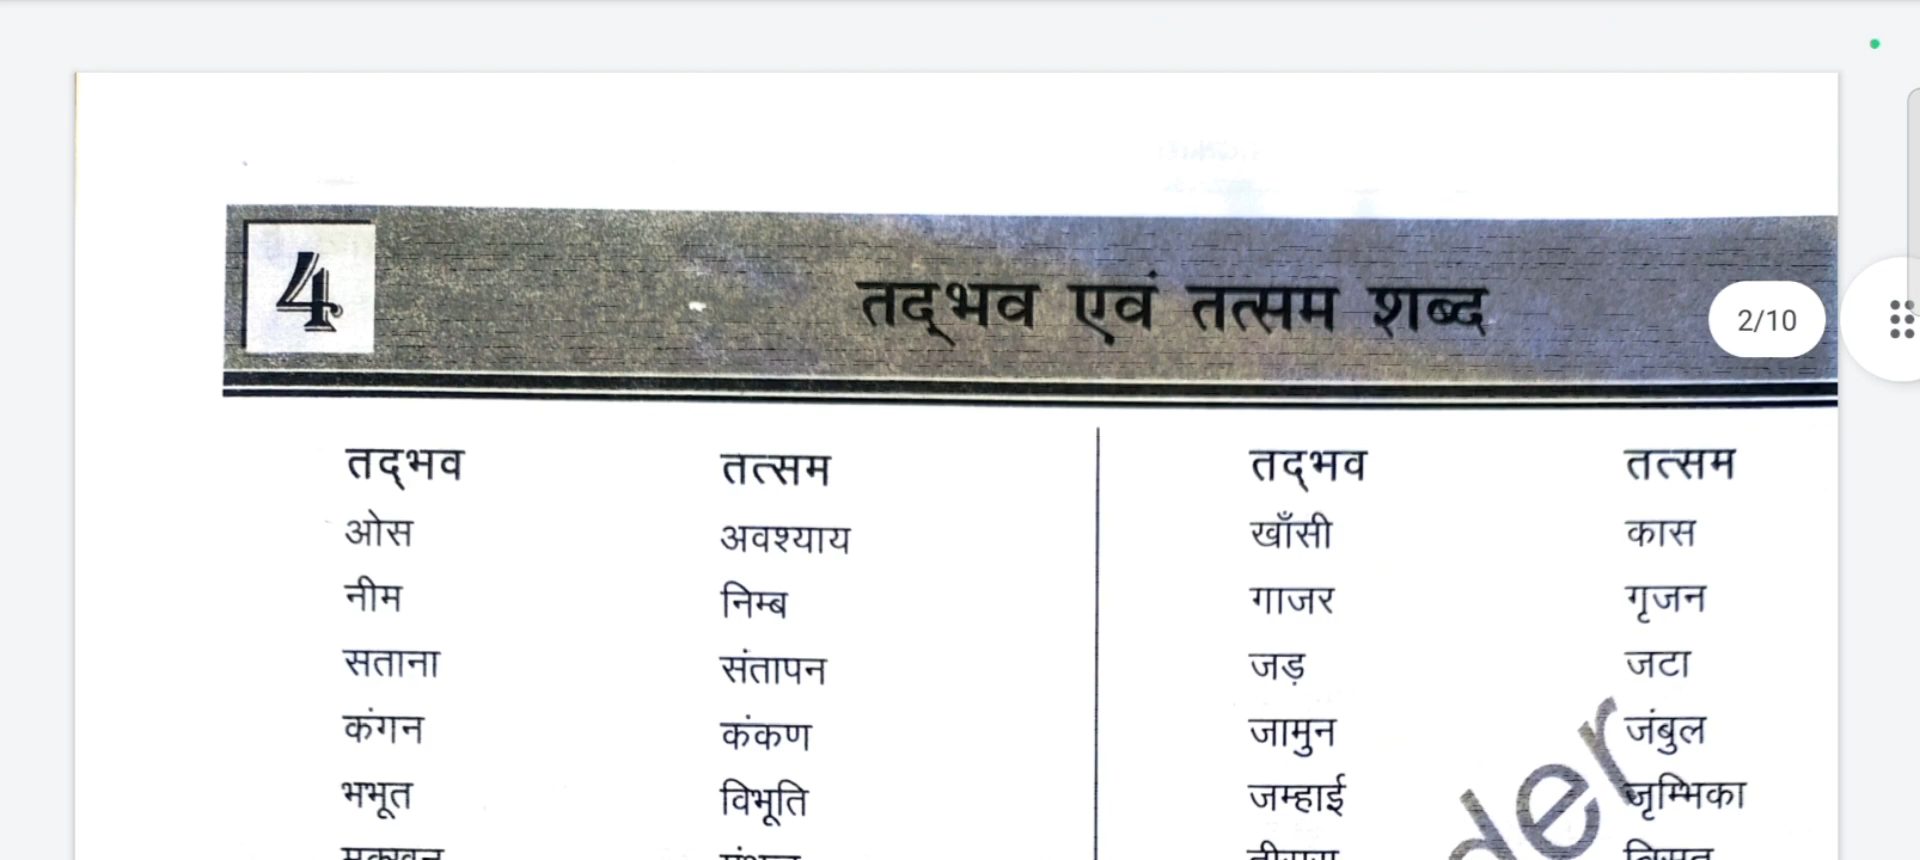 4
तद्भव एवं तत्सम शब्द
2/10
तद्भव तत्सम
ओस अवश्याय
नीम निम्ब
सताना संतापन
कंगन कंकण
भभूत विभूति
तद्भव तत्सम
खाँसी कास
गाजर गृजन
जड़ जटा
जामुन जंबुल
जम्हाई जृम्भिका
der